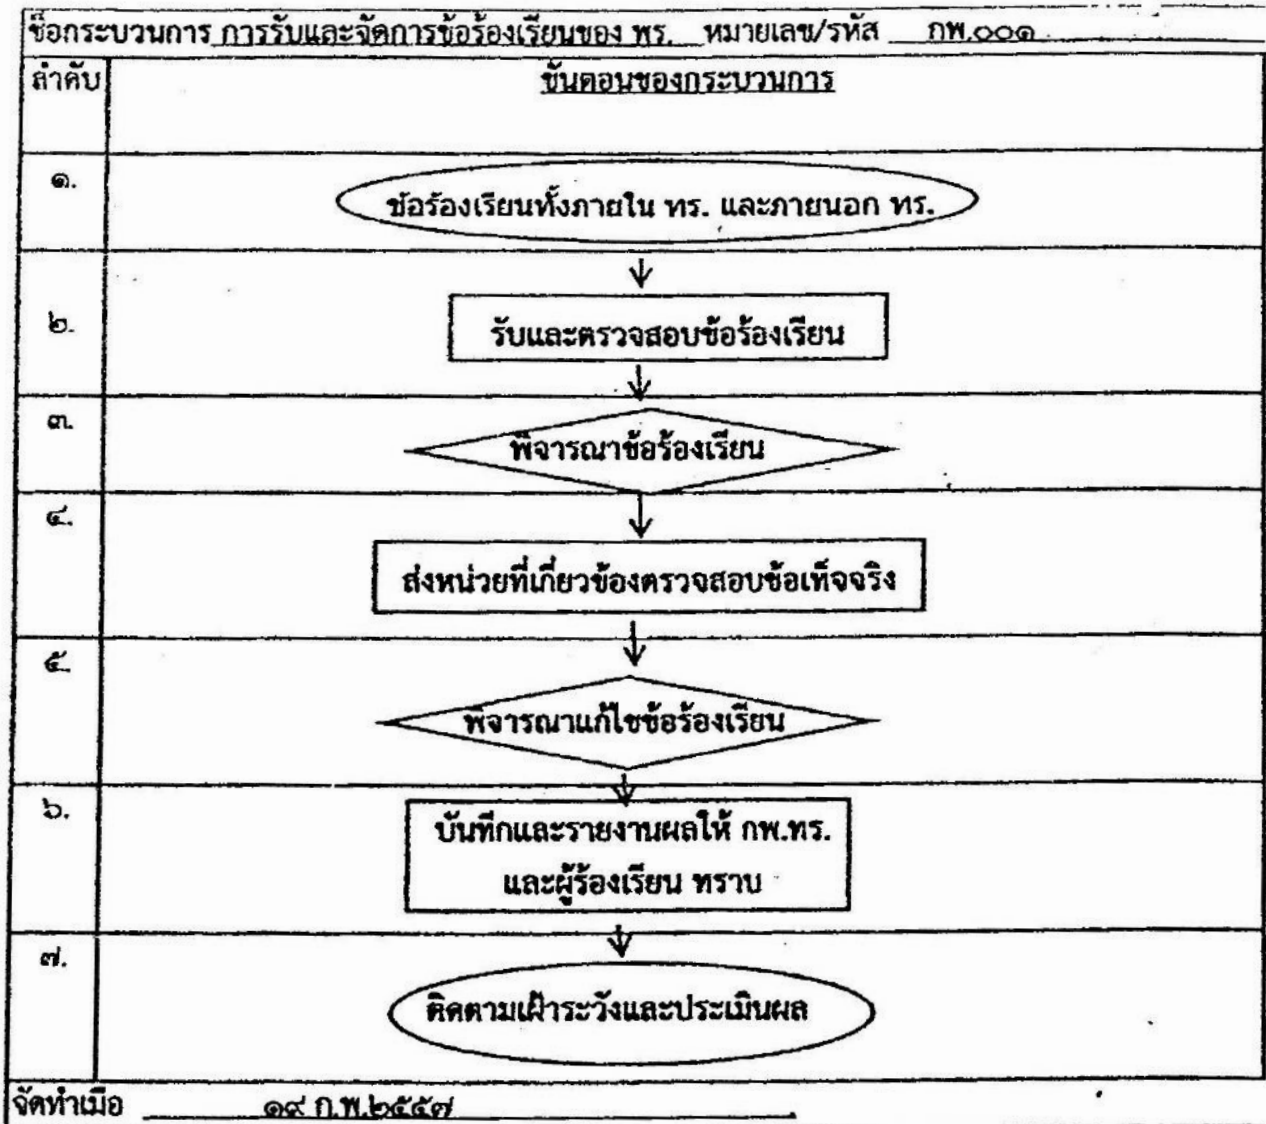 ชื่อกระบวนการ การรับและจัดการข้อร้องเรียนของ พร. หมายเลข/รหัส กพ.๐๐๑
ลำดับ ขั้นตอนของกระบวนการ
๑. ข้อร้องเรียนทั้งภายใน ทร. และภายนอก ทร.
๒. รับและตรวจสอบข้อร้องเรียน
๓. พิจารณาข้อร้องเรียน
๔. ส่งหน่วยที่เกี่ยวข้องตรวจสอบข้อเท็จจริง
๕. พิจารณาแก้ไขข้อร้องเรียน
๖. บันทึกและรายงานผลให้ กพ.ทร.
และผู้ร้องเรียน ทราบ
๗. ติดตามเฝ้าระวังและประเมินผล
จัดทำเมื่อ ๑๙ ก.พ.๒๕๕๗